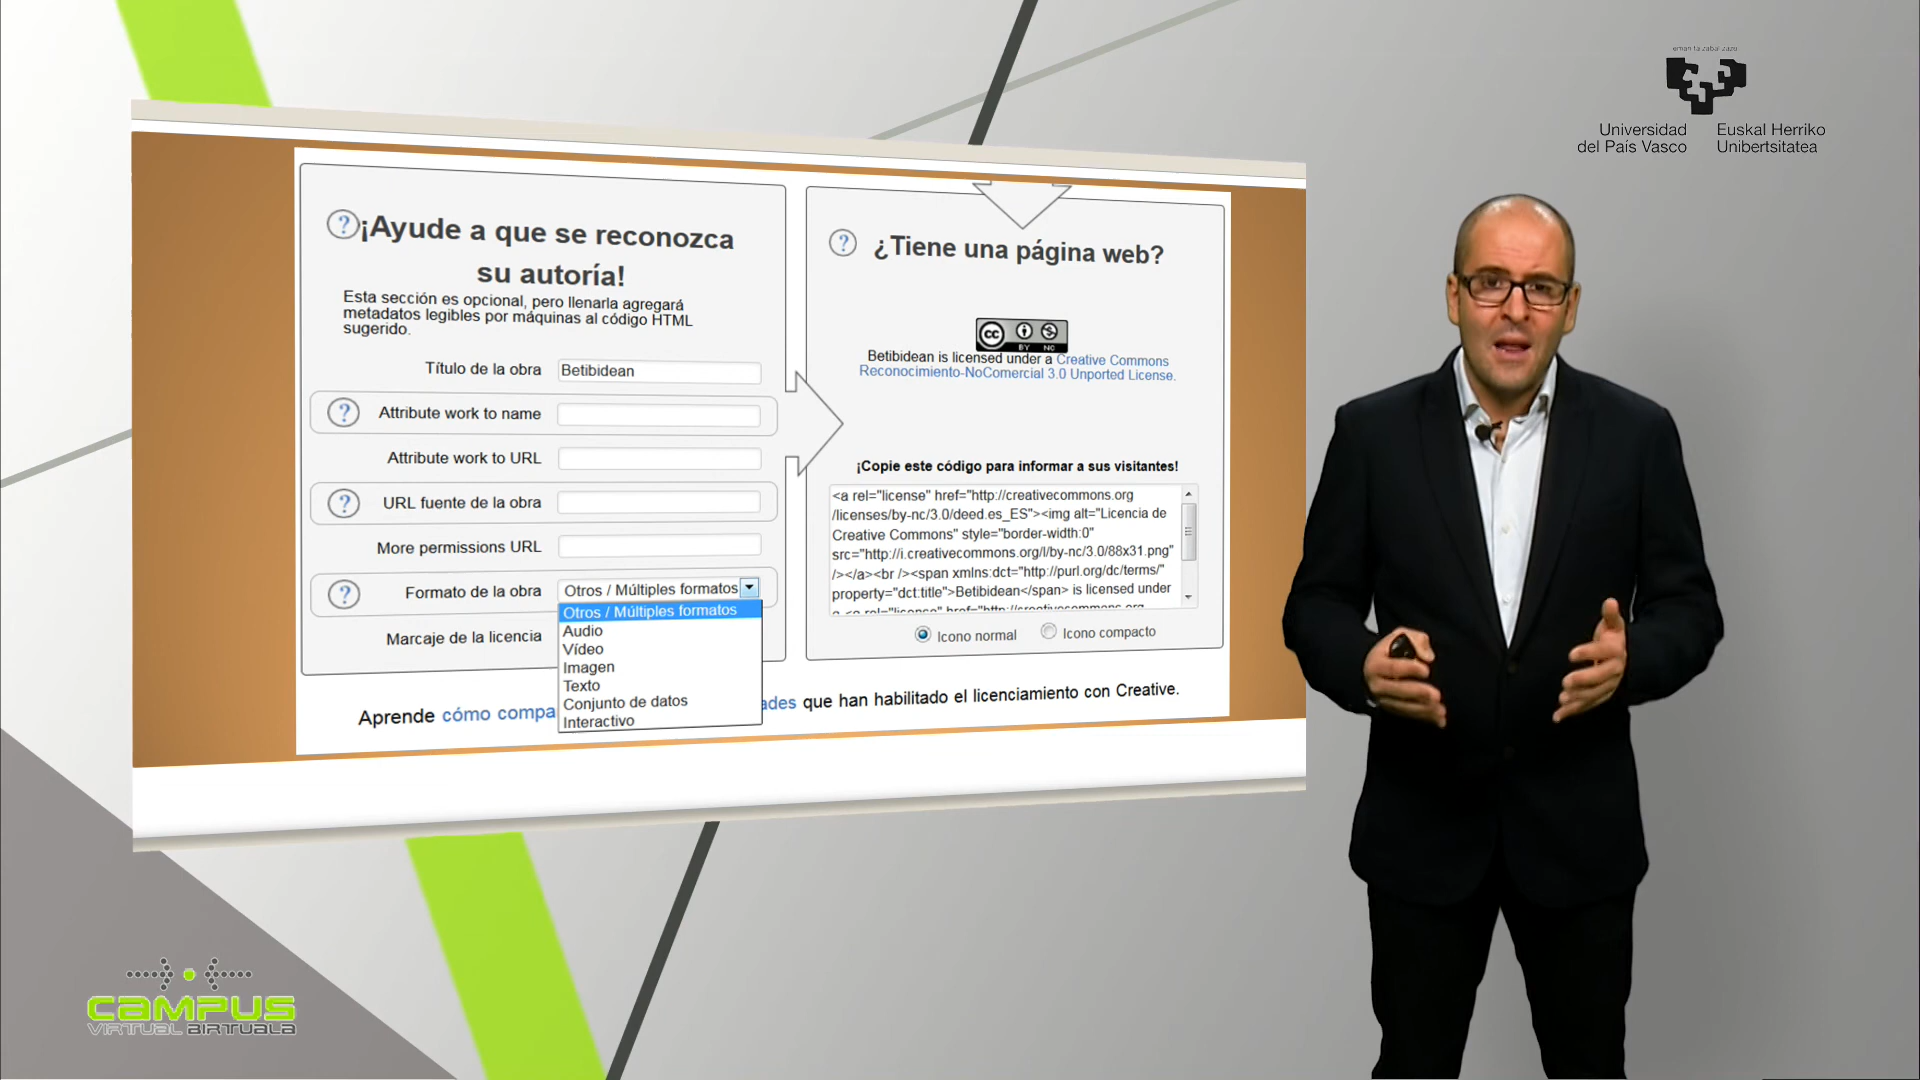 eman ta zabal zazu
Universidad
del País Vasco
Euskal Herriko
Unibertsitatea
¡Ayude a que se reconozca
su autoría!
Esta sección es opcional, pero llenarla agregará
metadatos legibles por máquinas al código HTML
sugerido.
Título de la obra Betibidean
Attribute work to name
Attribute work to URL
URL fuente de la obra
More permissions URL
Formato de la obra Otros / Múltiples formatos
Otros / Múltiples formatos
Audio
Vídeo
Imagen
Texto
Conjunto de datos
Interactivo
Marcaje de la licencia
¿Tiene una página web?
cc BY NC
Betibidean is licensed under a Creative Commons
Reconocimiento-NoComercial 3.0 Unported License.
¡Copie este código para informar a sus visitantes!
<a rel="license" href="http://creativecommons.org
/licenses/by-nc/3.0/deed.es_ES"><img alt="Licencia de
Creative Commons" style="border-width:0"
src="http://i.creativecommons.org/l/by-nc/3.0/88x31.png"
/></a><br /><span xmlns:dct="http://purl.org/dc/terms/"
property="dct:title">Betibidean</span> is licensed under
a <a rel="license" href="http://creativecommons.org
Icono normal Icono compacto
Aprende cómo compa ades que han habilitado el licenciamiento con Creative.
CAMPUS
VIRTUAL BIRTUALA